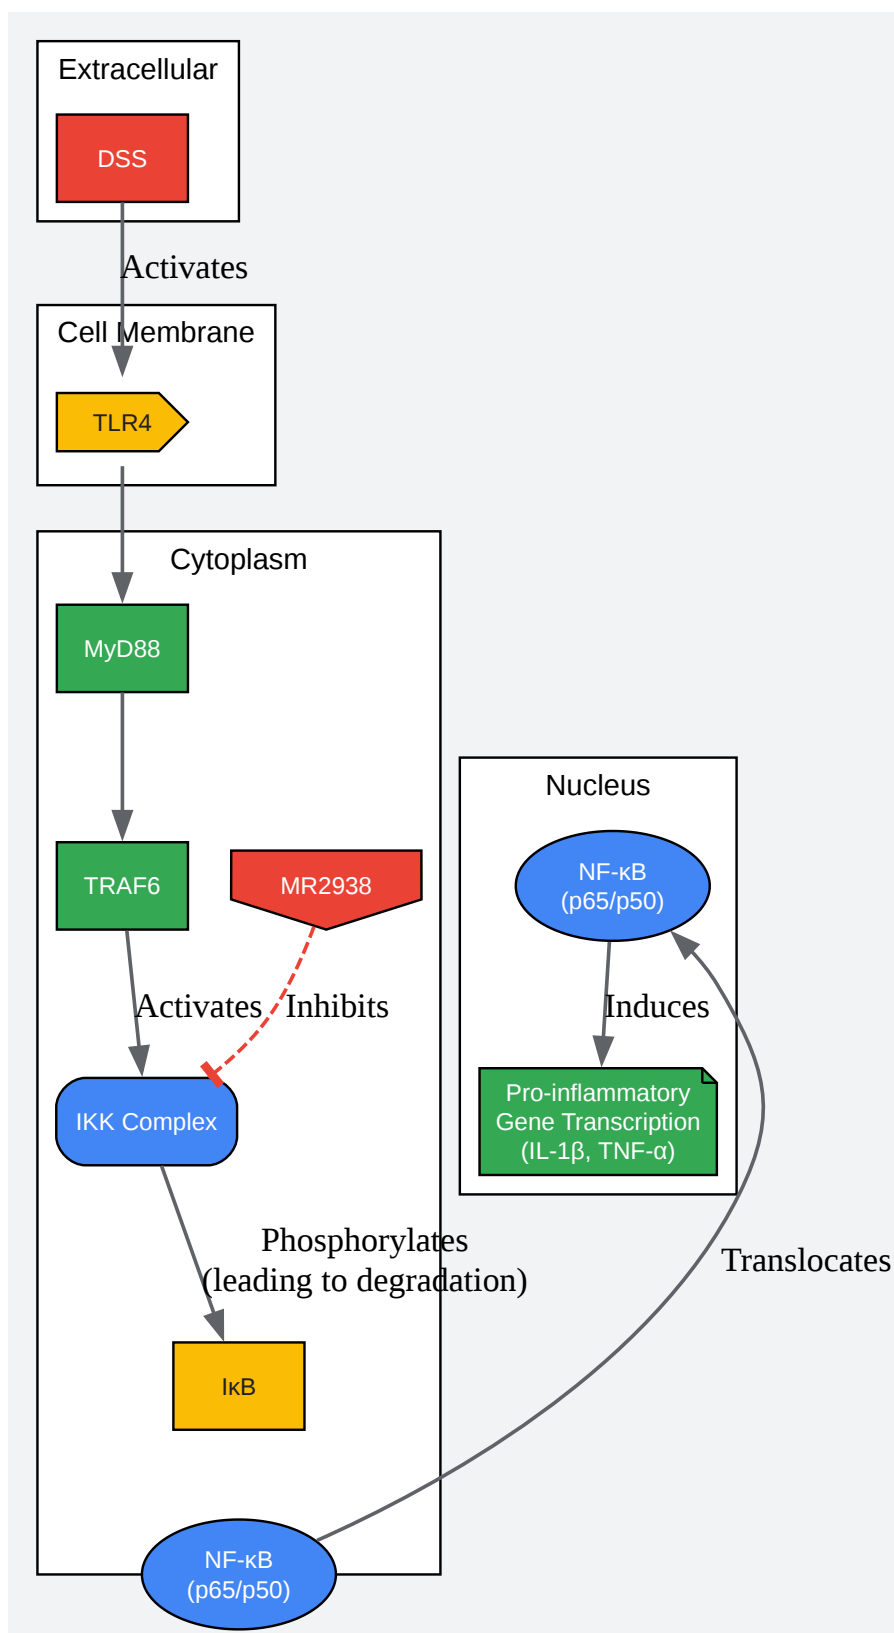 Extracellular
DSS
Activates
Cell Membrane
TLR4
Cytoplasm
MyD88
TRAF6
MR2938
Activates
Inhibits
IKK Complex
Phosphorylates
(leading to degradation)
IκB
NF-κB
(p65/p50)
Translocates
Nucleus
NF-κB
(p65/p50)
Induces
Pro-inflammatory
Gene Transcription
(IL-1β, TNF-α)